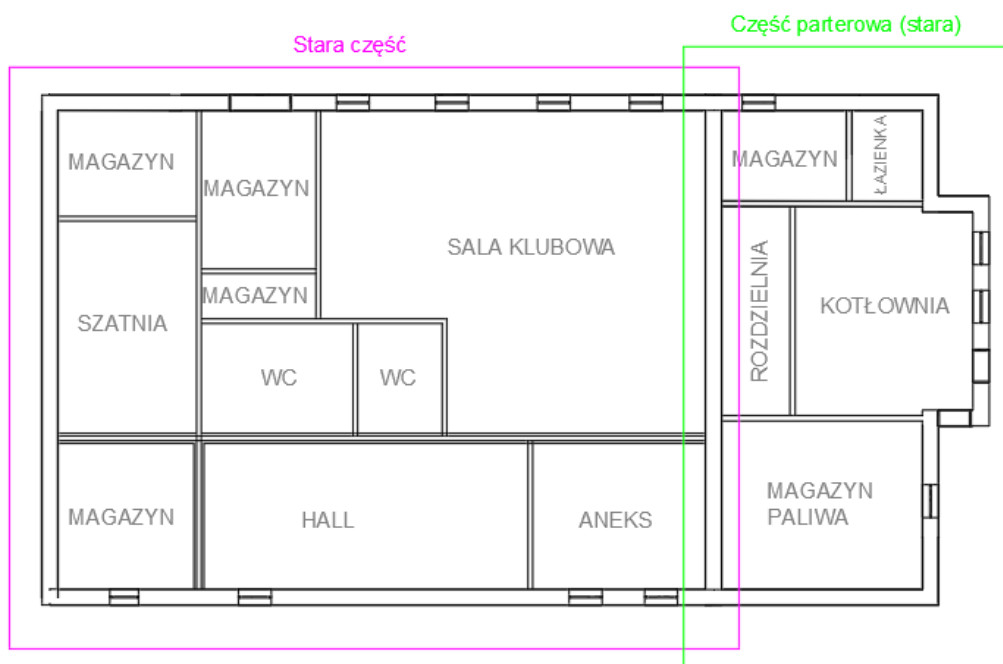 Część parterowa (stara)
Stara część
MAGAZYN
MAGAZYN
MAGAZYN
ŁAZIENKA
SALA KLUBOWA
ROZDZIELNIA
KOTŁOWNIA
MAGAZYN
SZATNIA
WC
WC
MAGAZYN
HALL
ANEKS
MAGAZYN
PALIWA